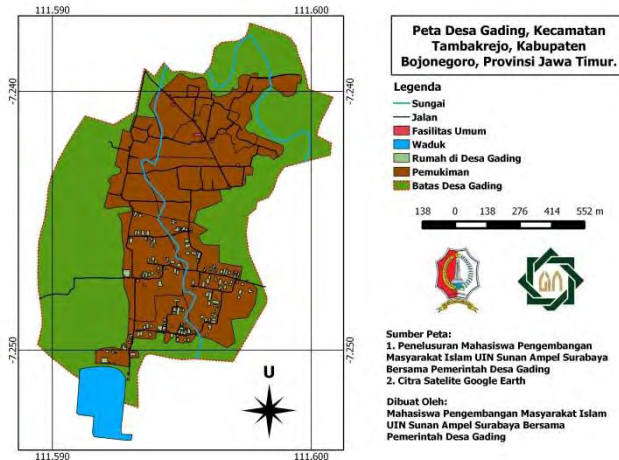 111.590
111.600
-7.240
-7.240
-7.250
-7.250
U
111.590
111.600
Peta Desa Gading, Kecamatan
Tambakrejo, Kabupaten
Bojonegoro, Provinsi Jawa Timur.
Legenda
Sungai
Jalan
Fasilitas Umum
Waduk
Rumah di Desa Gading
Pemukiman
Batas Desa Gading
138 0 138 276 414 552 m
Sumber Peta:
1. Penelusuran Mahasiswa Pengembangan
Masyarakat Islam UIN Sunan Ampel Surabaya
Bersama Pemerintah Desa Gading
2. Citra Satelite Google Earth
Dibuat Oleh:
Mahasiswa Pengembangan Masyarakat Islam
UIN Sunan Ampel Surabaya Bersama
Pemerintah Desa Gading